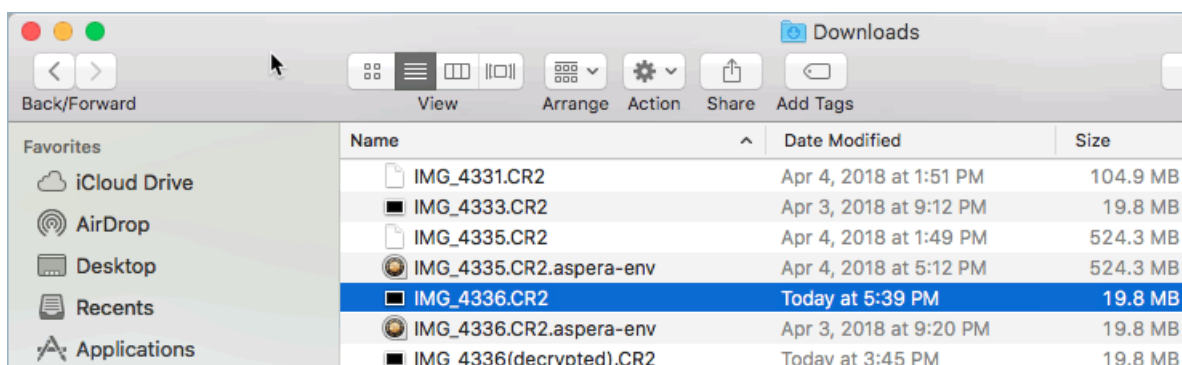 Downloads
Back/Forward View Arrange Action Share Add Tags
Favorites
iCloud Drive
AirDrop
Desktop
Recents
Applications
Name Date Modified Size
IMG_4331.CR2 Apr 4, 2018 at 1:51 PM 104.9 MB
IMG_4333.CR2 Apr 3, 2018 at 9:12 PM 19.8 MB
IMG_4335.CR2 Apr 4, 2018 at 1:49 PM 524.3 MB
IMG_4335.CR2.aspera-env Apr 4, 2018 at 5:12 PM 524.3 MB
IMG_4336.CR2 Today at 5:39 PM 19.8 MB
IMG_4336.CR2.aspera-env Apr 3, 2018 at 9:20 PM 19.8 MB
IMG_4336(decrypted).CR2 Today at 3:45 PM 19.8 MB